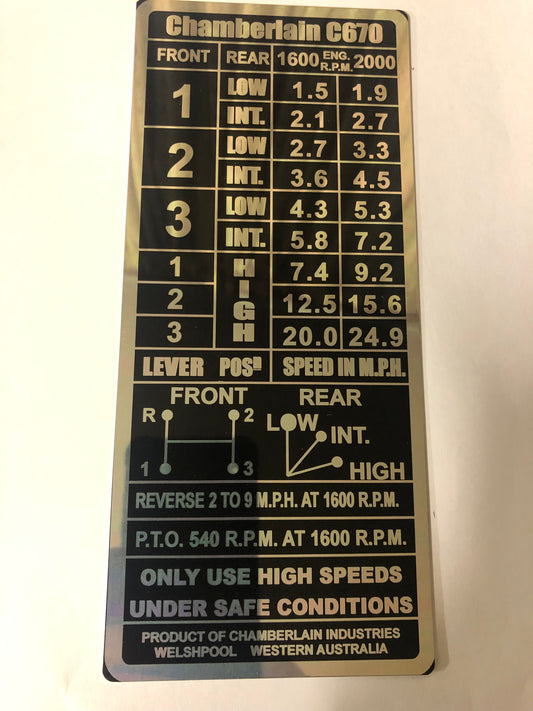 Chamberlain C670
FRONT REAR 1600 ENG. R.P.M. 2000
1 LOW 1.5 1.9
INT. 2.1 2.7
2 LOW 2.7 3.3
INT. 3.6 4.5
3 LOW 4.3 5.3
INT. 5.8 7.2
1 HIGH 7.4 9.2
2 12.5 15.6
3 20.0 24.9
LEVER POSN SPEED IN M.P.H.
FRONT REAR
R 2 LOW INT.
1 3 HIGH
REVERSE 2 TO 9 M.P.H. AT 1600 R.P.M.
P.T.O. 540 R.P.M. AT 1600 R.P.M.
ONLY USE HIGH SPEEDS
UNDER SAFE CONDITIONS
PRODUCT OF CHAMBERLAIN INDUSTRIES
WELSHPOOL WESTERN AUSTRALIA